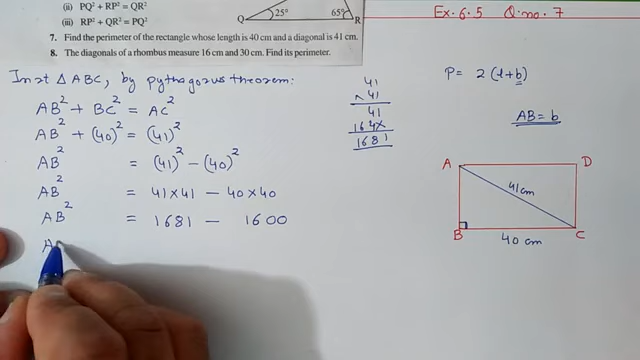 (ii) PQ² + RP² = QR²
(iii) RP² + QR² = PQ²
Q 25° 65° R
7. Find the perimeter of the rectangle whose length is 40 cm and a diagonal is 41 cm.
8. The diagonals of a rhombus measure 16 cm and 30 cm. Find its perimeter.
Ex. 6.5 Q. no. 7
In rt △ ABC, by pythagorus theorem:
AB² + BC² = AC²
AB² + (40)² = (41)²
AB² = (41)² - (40)²
AB² = 41 × 41 - 40 × 40
AB² = 1681 - 1600
A
41
× 41
41
164×
1681
P = 2 (l + b)
AB = b
A D
41 cm
B C
40 cm